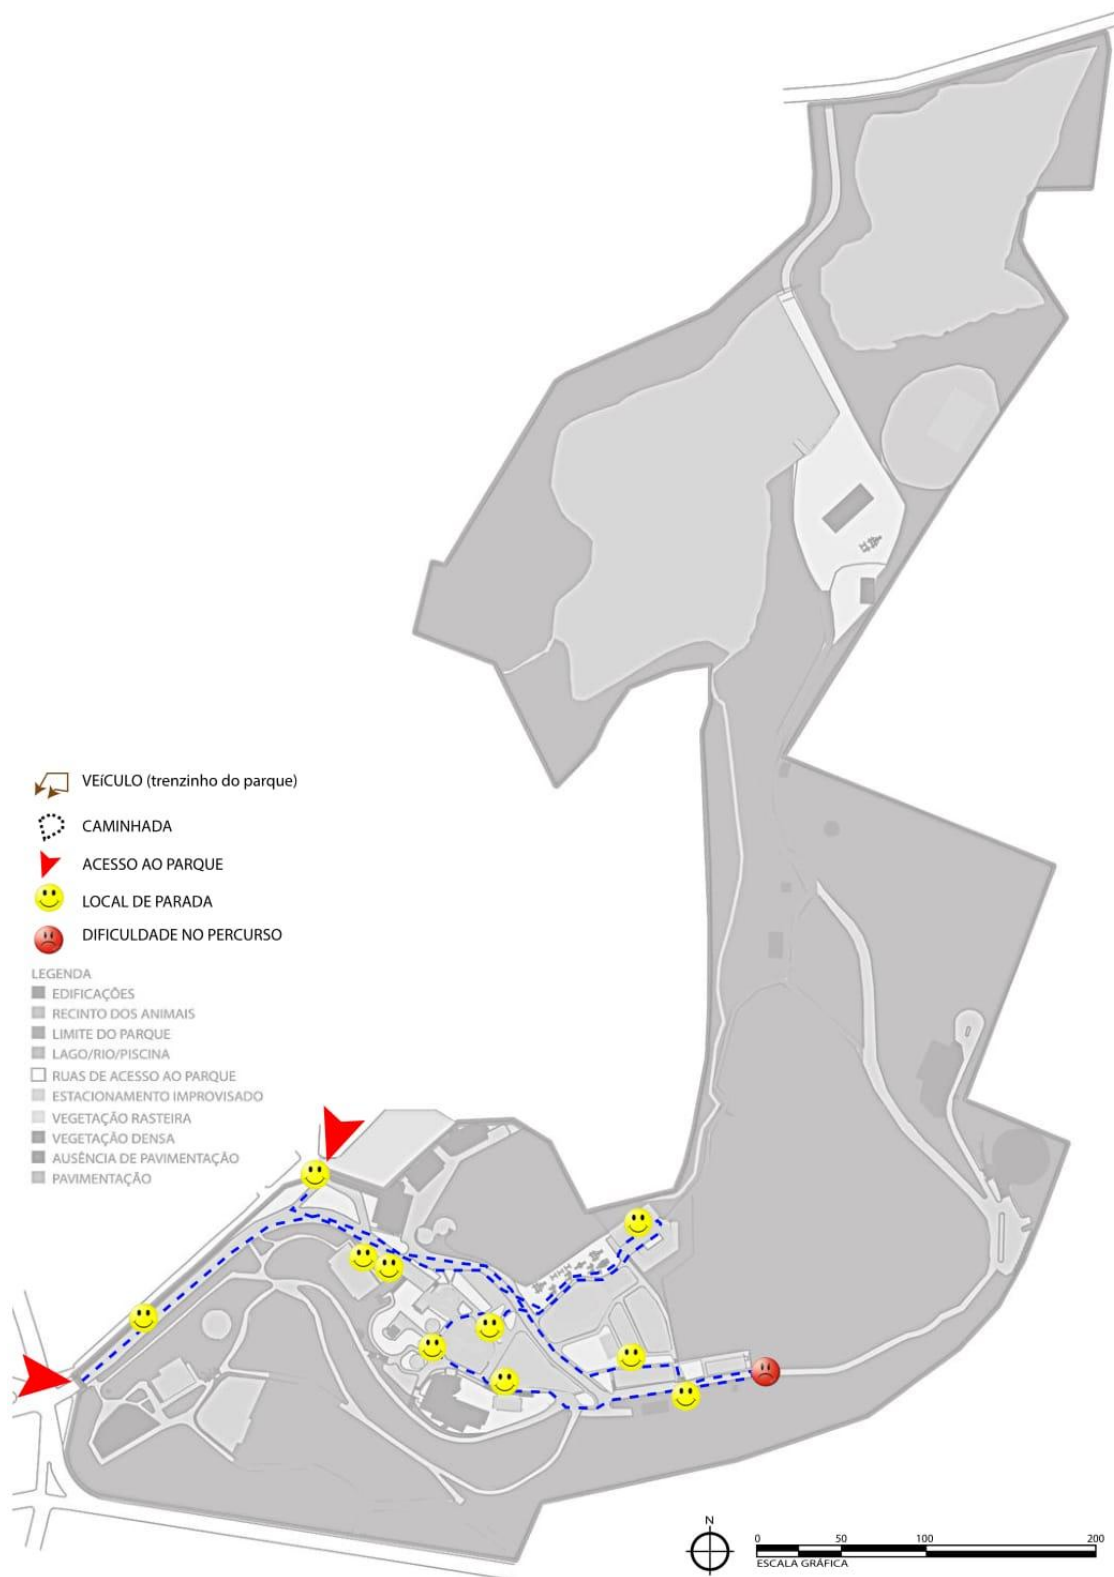 VEíCULO (trenzinho do parque)
CAMINHADA
ACESSO AO PARQUE
LOCAL DE PARADA
DIFICULDADE NO PERCURSO
LEGENDA
EDIFICAÇÕES
RECINTO DOS ANIMAIS
LIMITE DO PARQUE
LAGO/RIO/PISCINA
RUAS DE ACESSO AO PARQUE
ESTACIONAMENTO IMPROVISADO
VEGETAÇÃO RASTEIRA
VEGETAÇÃO DENSA
AUSÊNCIA DE PAVIMENTAÇÃO
PAVIMENTAÇÃO
N
0 50 100 200
ESCALA GRÁFICA